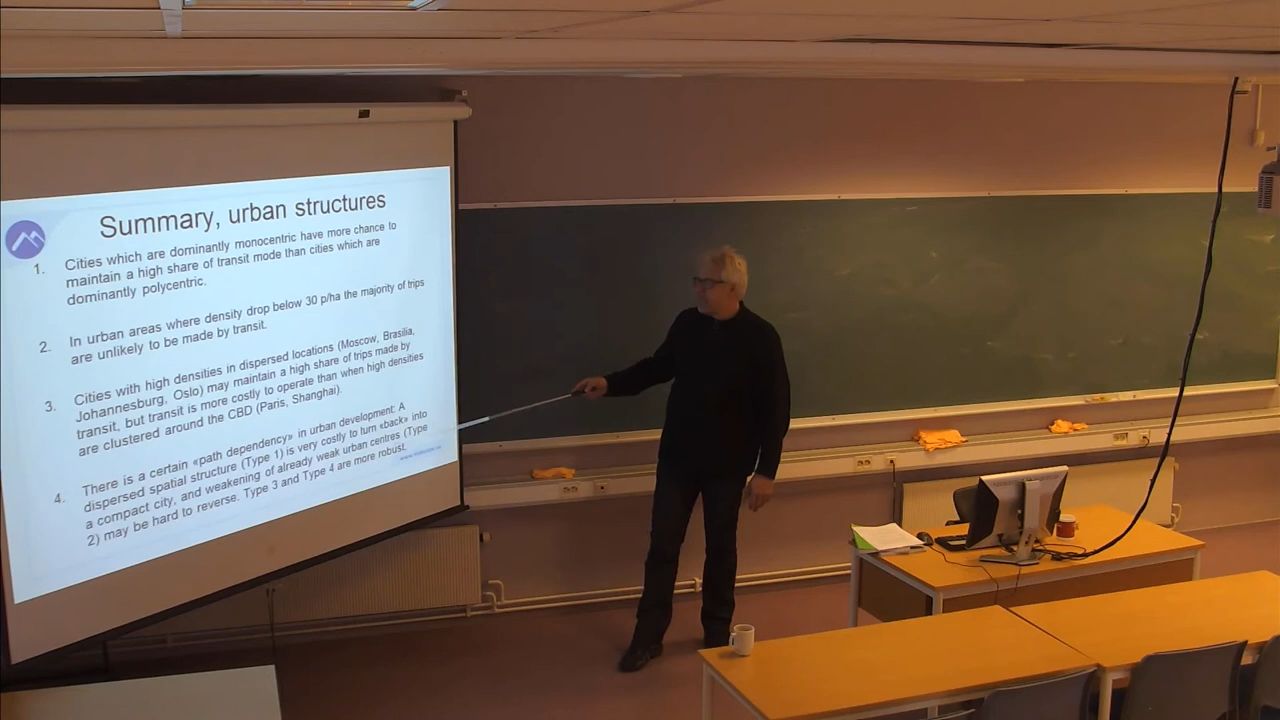 Summary, urban structures
1. Cities which are dominantly monocentric have more chance to
maintain a high share of transit mode than cities which are
dominantly polycentric.
2. In urban areas where density drop below 30 p/ha the majority of trips
are unlikely to be made by transit.
3. Cities with high densities in dispersed locations (Moscow, Brasilia,
Johannesburg, Oslo) may maintain a high share of trips made by
transit, but transit is more costly to operate than when high densities
are clustered around the CBD (Paris, Shanghai).
4. There is a certain «path dependency» in urban development: A
dispersed spatial structure (Type 1) is very costly to turn «back» into
a compact city, and weakening of already weak urban centres (Type
2) may be hard to reverse. Type 3 and Type 4 are more robust.